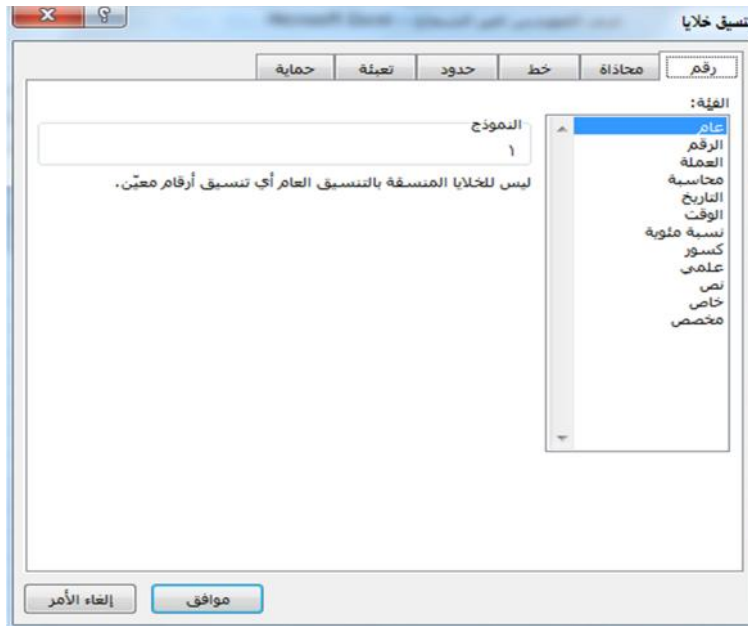 تنسيق خلايا
رقم محاذاة خط حدود تعبئة حماية
الفئة:
عام
الرقم
العملة
محاسبة
التاريخ
الوقت
نسبة مئوية
كسور
علمي
نص
خاص
مخصص
النموذج
١
ليس للخلايا المنسقة بالتنسيق العام أي تنسيق أرقام معيّن.
موافق إلغاء الأمر